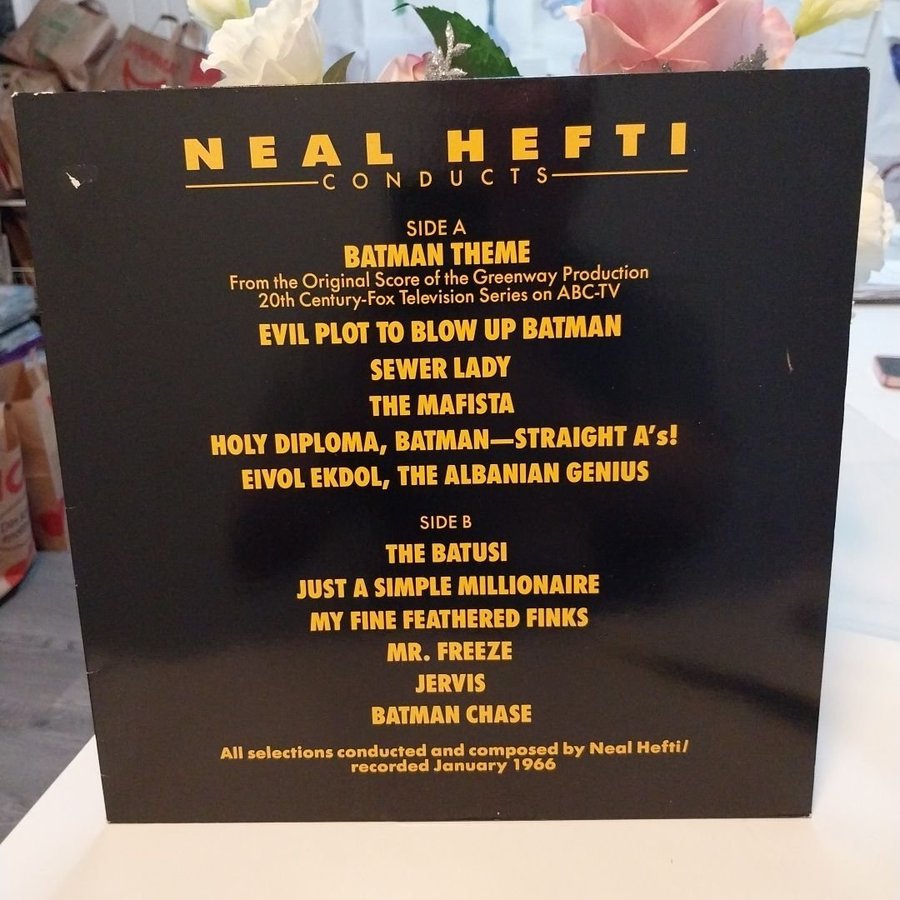 NEAL HEFTI
CONDUCTS
SIDE A
BATMAN THEME
From the Original Score of the Greenway Production
20th Century-Fox Television Series on ABC-TV
EVIL PLOT TO BLOW UP BATMAN
SEWER LADY
THE MAFISTA
HOLY DIPLOMA, BATMAN—STRAIGHT A's!
EIVOL EKDOL, THE ALBANIAN GENIUS
SIDE B
THE BATUSI
JUST A SIMPLE MILLIONAIRE
MY FINE FEATHERED FINKS
MR. FREEZE
JERVIS
BATMAN CHASE
All selections conducted and composed by Neal Hefti/
recorded January 1966